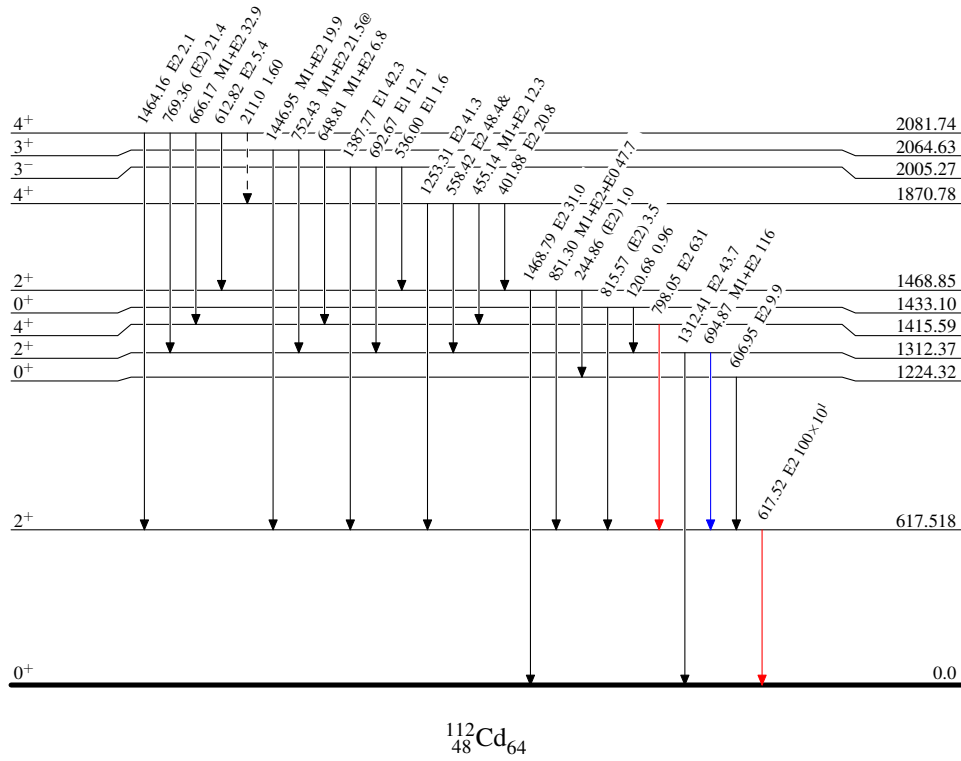 1464.16 E2 2.1
769.36 (E2) 21.4
666.17 M1+E2 32.9
612.82 E2 5.4
211.0 1.60
1446.95 M1+E2 19.9
752.43 M1+E2 21.5@
648.81 M1+E2 6.8
1387.77 E1 42.3
692.67 E1 12.1
536.00 E1 1.6
1253.31 E2 41.3
558.42 E2 48.4&
455.14 M1+E2 12.3
401.88 E2 20.8
1468.79 E2 31.0
851.30 M1+E2+E0 47.7
244.86 (E2) 1.0
815.57 (E2) 3.5
120.68 0.96
798.05 E2 631
1312.41 E2 43.7
694.87 M1+E2 116
606.95 E2 9.9
617.52 E2 100×10¹
4⁺ 2081.74
3⁺ 2064.63
3⁻ 2005.27
4⁺ 1870.78
2⁺ 1468.85
0⁺ 1433.10
4⁺ 1415.59
2⁺ 1312.37
0⁺ 1224.32
2⁺ 617.518
0⁺ 0.0
¹¹²₄₈Cd₆₄